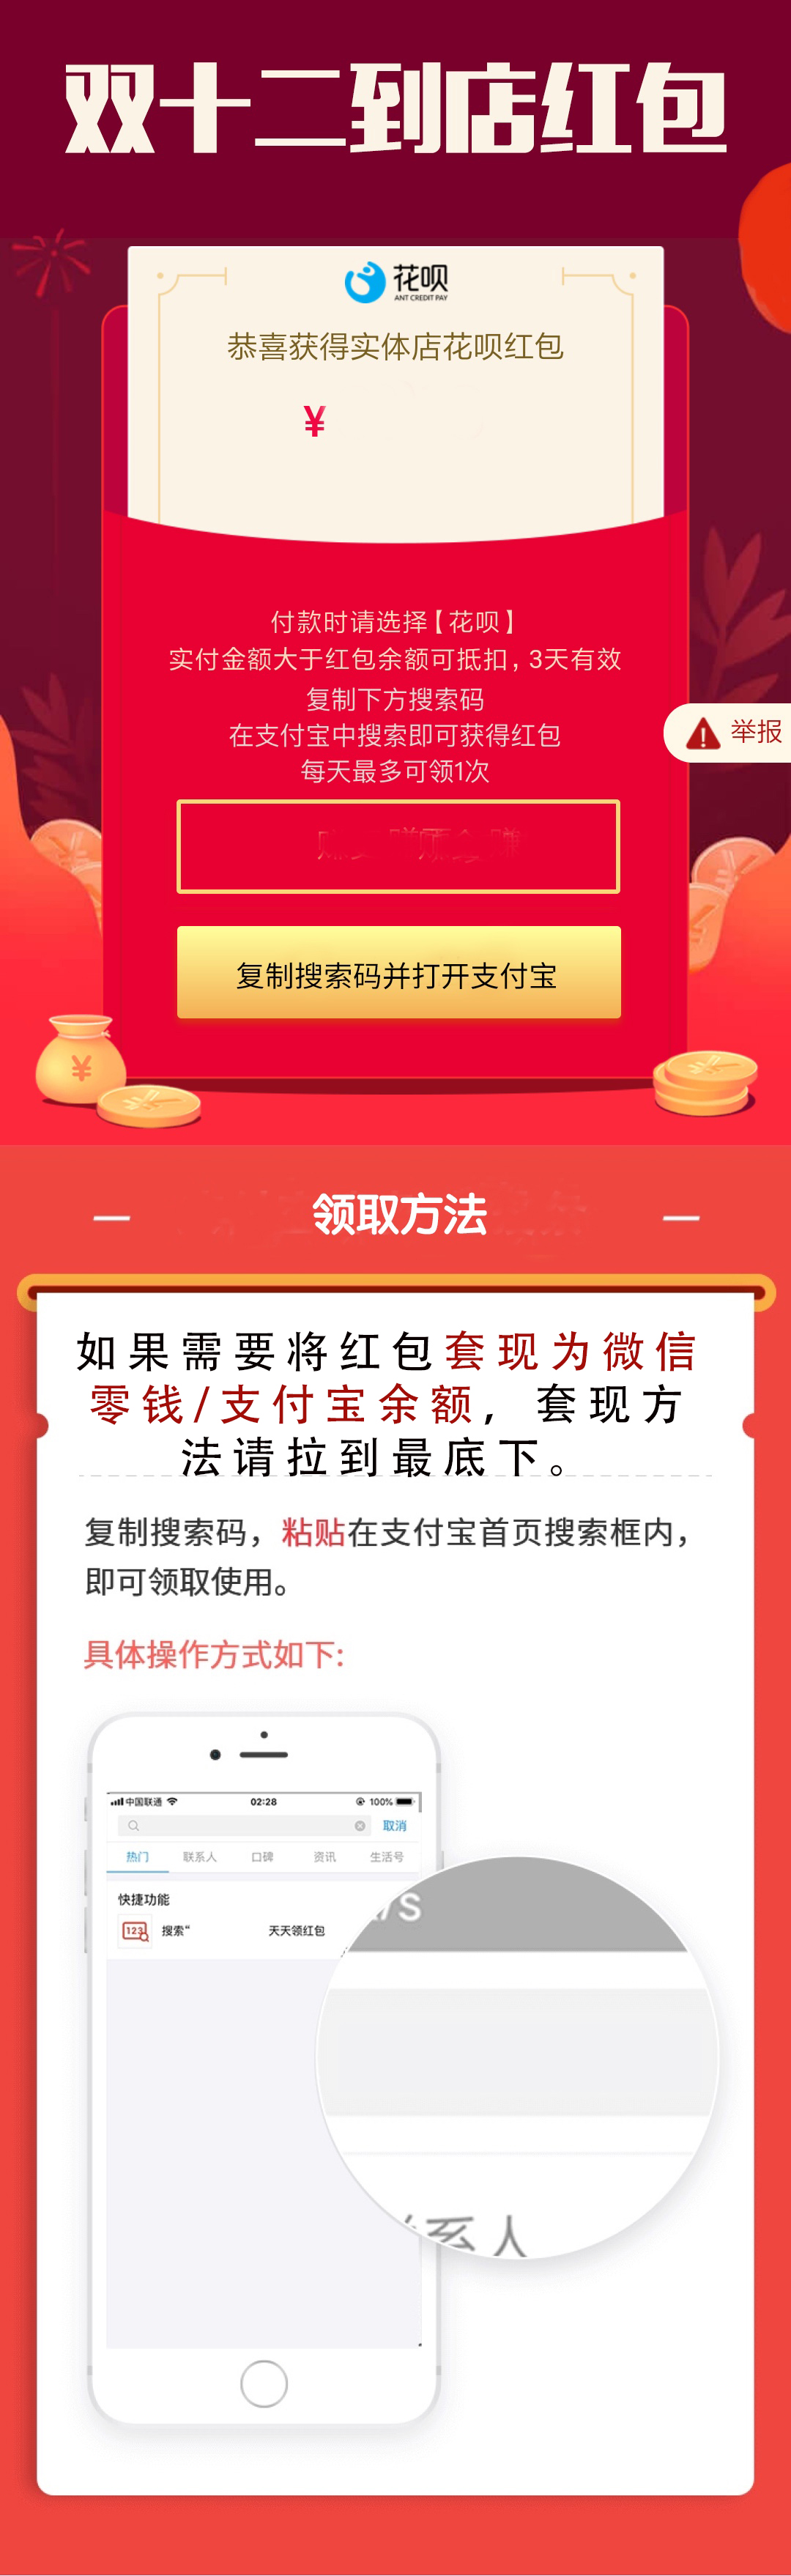 双十二到店红包
花呗
ANT CREDIT PAY
恭喜获得实体店花呗红包
¥
付款时请选择【花呗】
实付金额大于红包余额可抵扣，3天有效
复制下方搜索码
在支付宝中搜索即可获得红包
举报
每天最多可领1次
复制搜索码并打开支付宝
¥
领取方法
如果需要将红包套现为微信
零钱/支付宝余额，套现方
法请拉到最底下。
复制搜索码，粘贴在支付宝首页搜索框内，
即可领取使用。
具体操作方式如下:
中国联通 02:28 100%
取消
热门 联系人 口碑 资讯 生活号
快捷功能
123 搜索“ 天天领红包
/S
系人